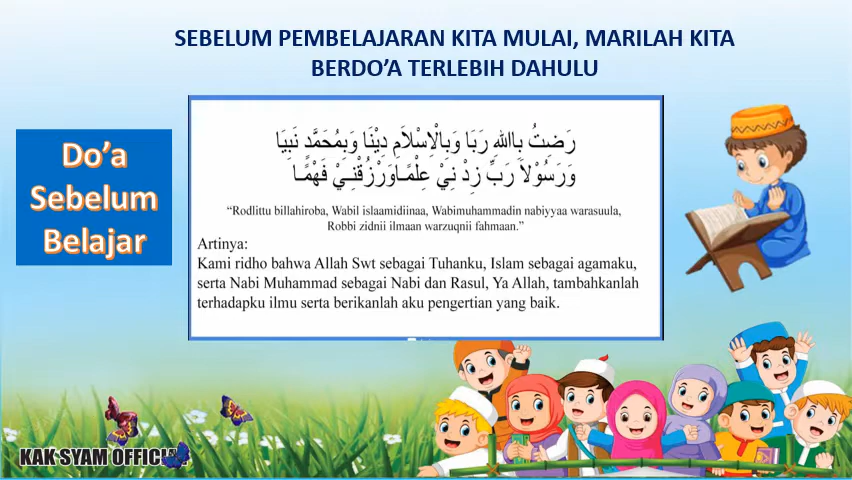 SEBELUM PEMBELAJARAN KITA MULAI, MARILAH KITA
BERDO’A TERLEBIH DAHULU
Do’a
Sebelum
Belajar
رَضِتُ بِااللهِ رَبَا وَبِالْاِسْلَامِ دِيْنَا وَبِمُحَمَّدٍ نَبِيَا
وَرَسُوْلاَ رَبِّ زِدْ نِيْ عِلْمًـاوَرْزُقْنِـيْ فَهْمًـا
“Rodlittu billahiroba, Wabil islaamidiinaa, Wabimuhammadin nabiyyaa warasuula,
Robbi zidnii ilmaan warzuqnii fahmaan.”
Artinya:
Kami ridho bahwa Allah Swt sebagai Tuhanku, Islam sebagai agamaku,
serta Nabi Muhammad sebagai Nabi dan Rasul, Ya Allah, tambahkanlah
terhadapku ilmu serta berikanlah aku pengertian yang baik.
KAK SYAM OFFICIAL